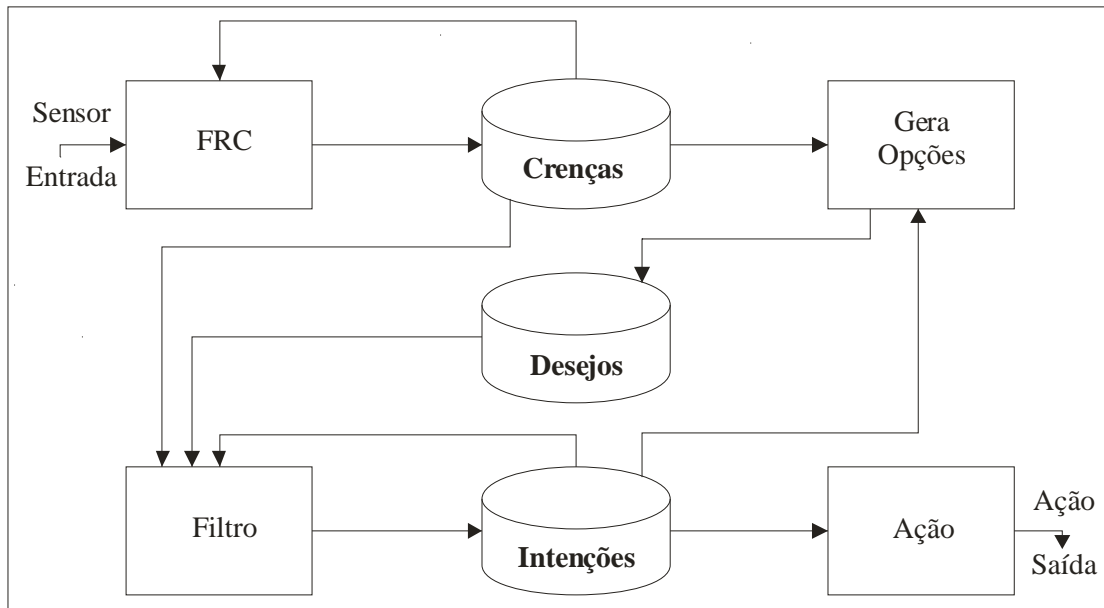 Sensor
Entrada
FRC
Crenças
Gera
Opções
Desejos
Filtro
Intenções
Ação
Ação
Saída